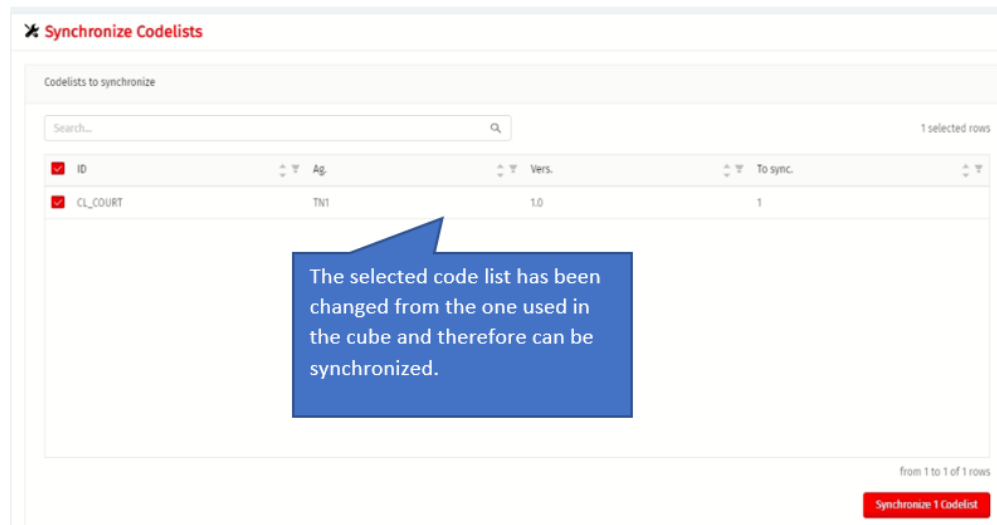 Synchronize Codelists
Codelists to synchronize
Search...
1 selected rows
ID Ag. Vers. To sync.
CL_COURT TN1 1.0 1
The selected code list has been
changed from the one used in
the cube and therefore can be
synchronized.
from 1 to 1 of 1 rows
Synchronize 1 Codelist